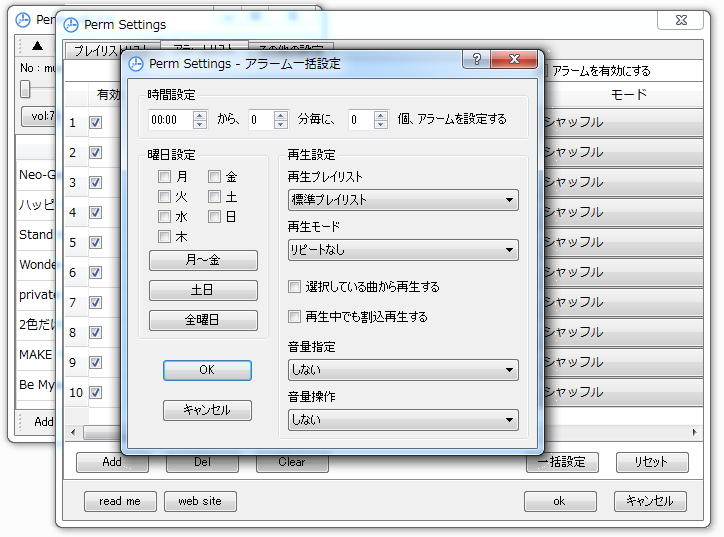 Perm
Perm Settings
プレイリストリスト アラームリスト その他の設定
Perm Settings - アラーム一括設定
No : mu
アラームを有効にする
時間設定
有効
モード
00:00 から、 0 分毎に、 0 個、アラームを設定する
vol:7
1 シャッフル
2 シャッフル
3 シャッフル
4 シャッフル
5 シャッフル
6 シャッフル
7 シャッフル
8 シャッフル
9 シャッフル
10 シャッフル
Neo-G
ハッピ
Stand
Wonde
private
2色だけ
MAKE
Be My
Add
曜日設定
月 金
火 土
水 日
木
月～金
土日
全曜日
OK
キャンセル
再生設定
再生プレイリスト
標準プレイリスト
再生モード
リピートなし
選択している曲から再生する
再生中でも割込再生する
音量指定
しない
音量操作
しない
Add Del Clear 一括設定 リセット
read me web site ok キャンセル